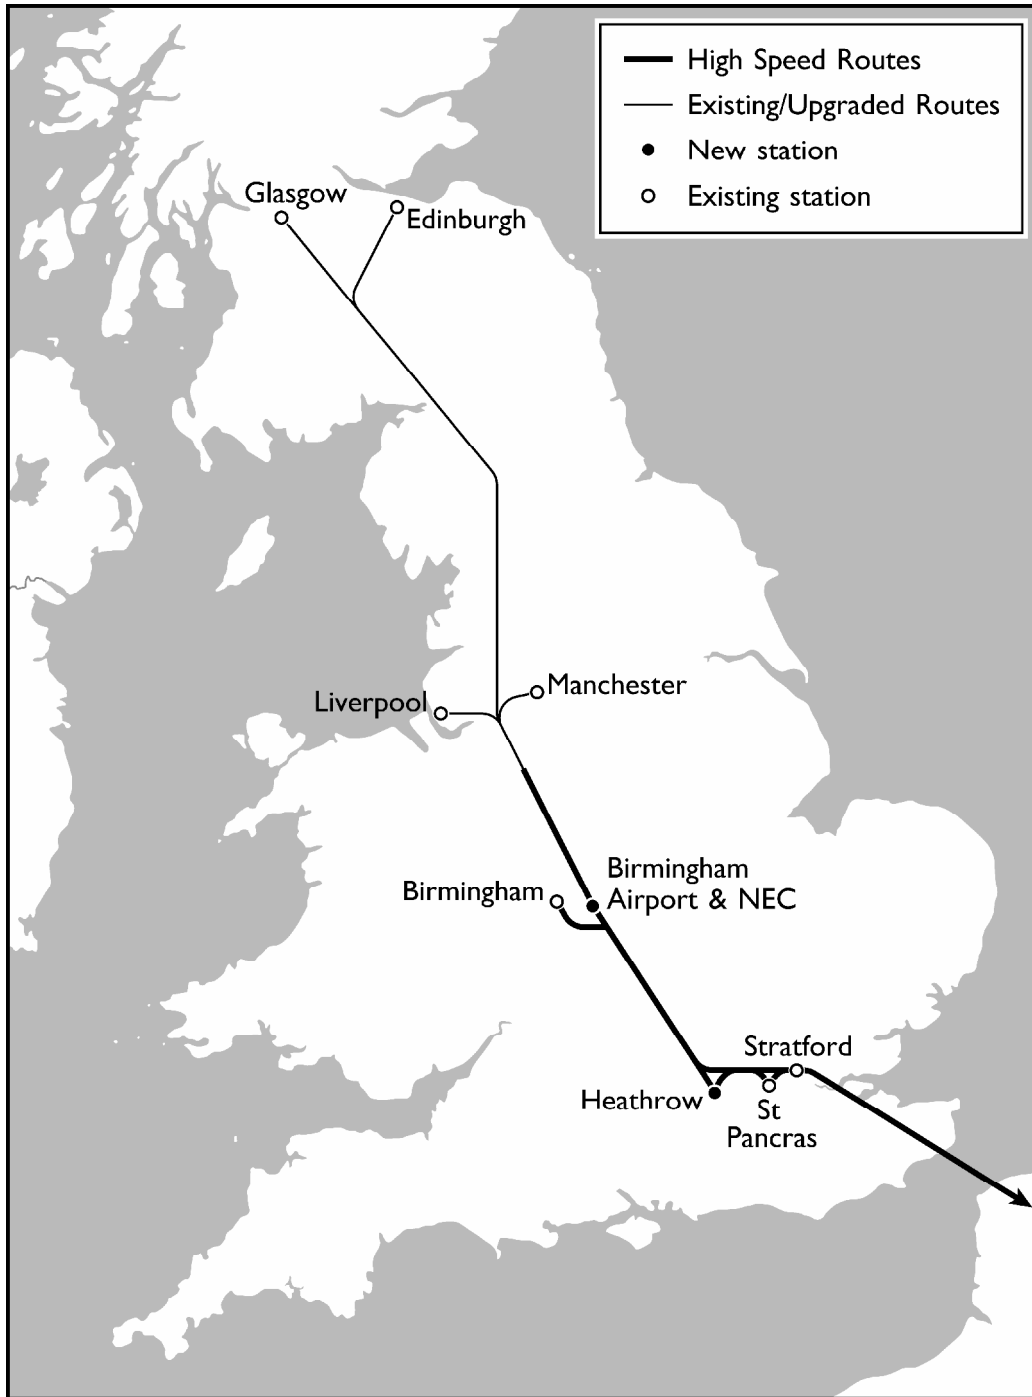 High Speed Routes
Existing/Upgraded Routes
New station
Existing station
Glasgow
Edinburgh
Manchester
Liverpool
Birmingham
Airport & NEC
Birmingham
Stratford
Heathrow
St
Pancras